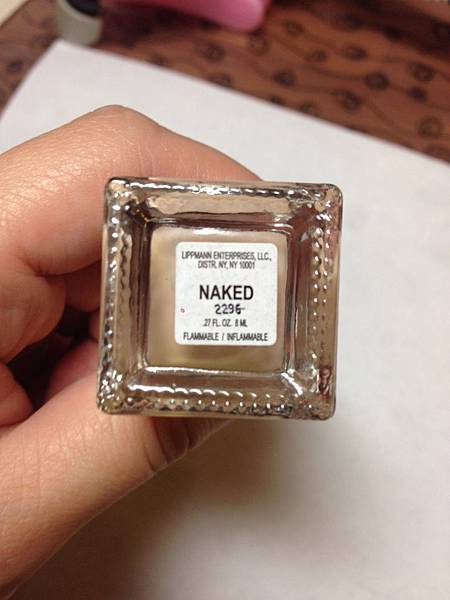 LIPPMANN ENTERPRISES, LLC.,
DISTR. NY, NY 10001
NAKED
2296
.27 FL. OZ. 8 ML
FLAMMABLE / INFLAMMABLE